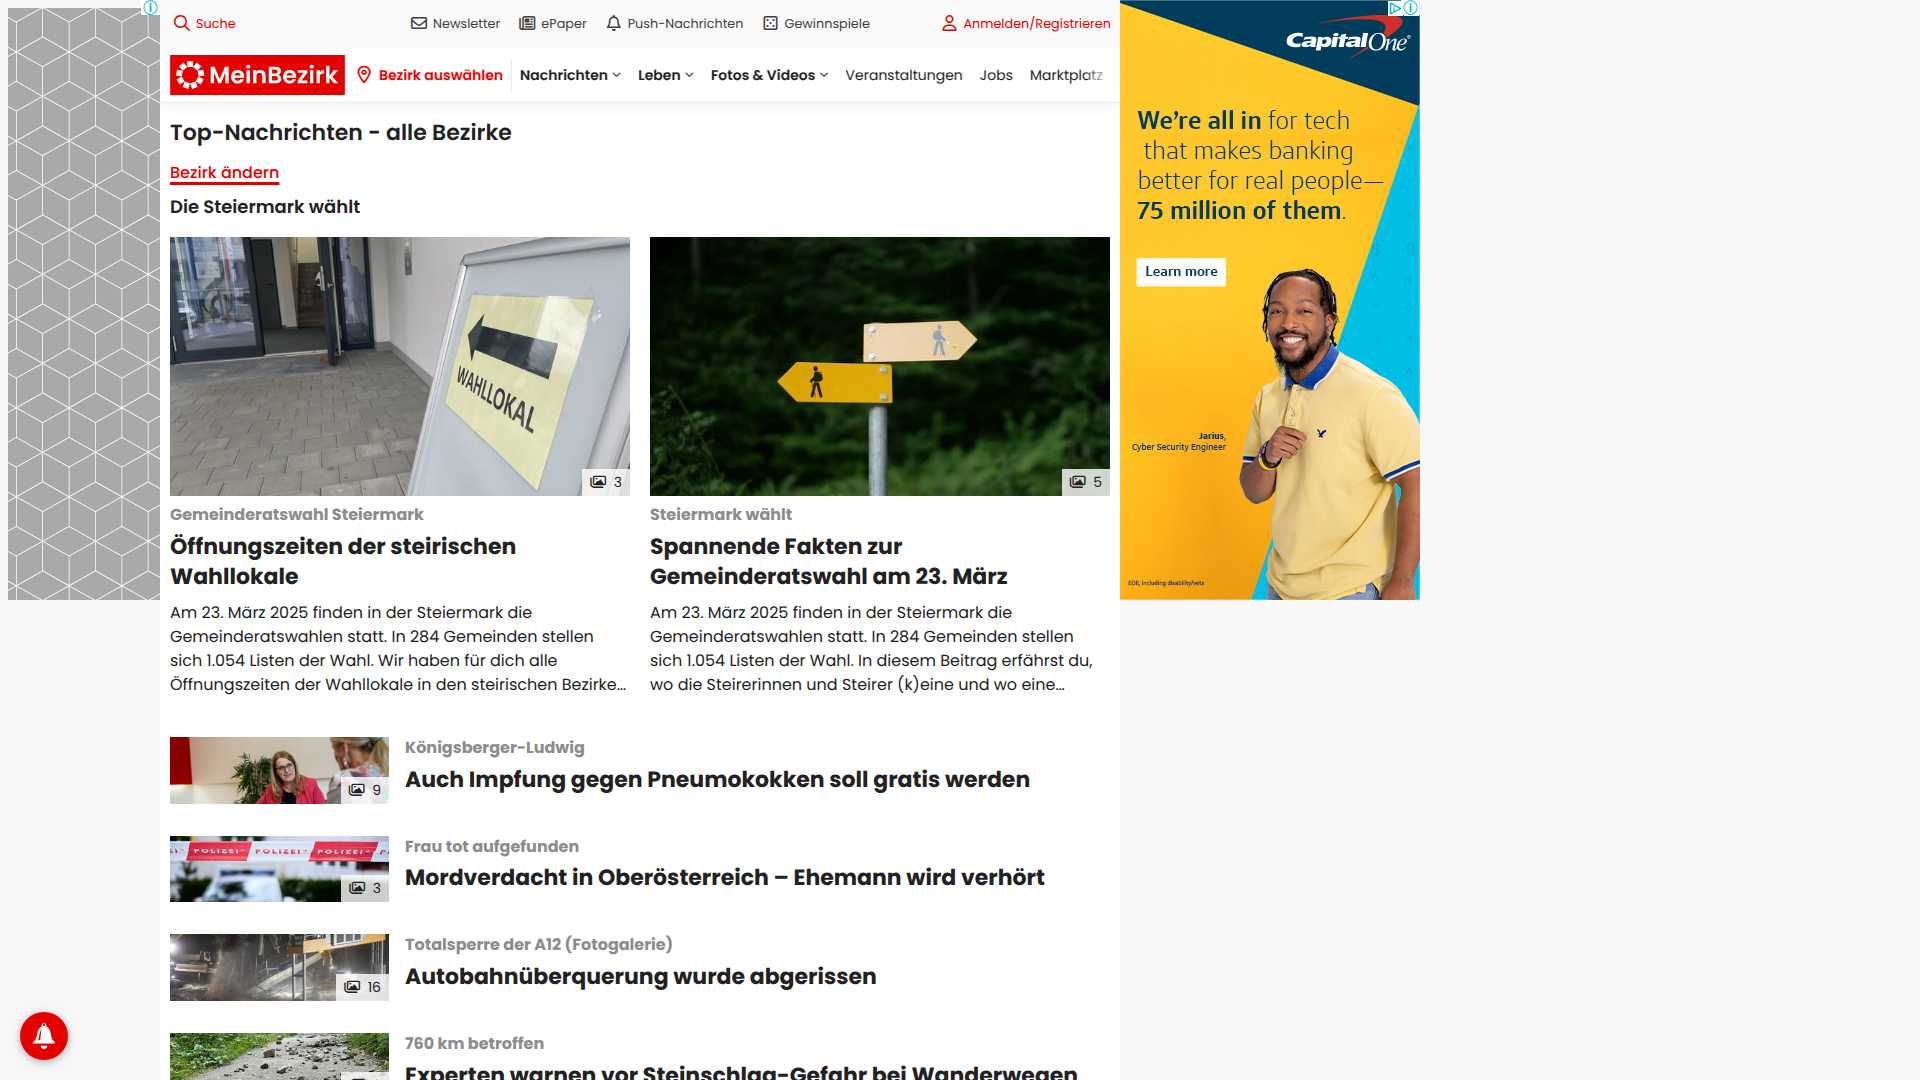 Suche
Newsletter
ePaper
Push-Nachrichten
Gewinnspiele
Anmelden/Registrieren
MeinBezirk
Bezirk auswählen
Nachrichten
Leben
Fotos & Videos
Veranstaltungen
Jobs
Marktplatz
Top-Nachrichten - alle Bezirke
Bezirk ändern
Die Steiermark wählt
WAHLLOKAL
3
Gemeinderatswahl Steiermark
Öffnungszeiten der steirischen
Wahllokale
Am 23. März 2025 finden in der Steiermark die
Gemeinderatswahlen statt. In 284 Gemeinden stellen
sich 1.054 Listen der Wahl. Wir haben für dich alle
Öffnungszeiten der Wahllokale in den steirischen Bezirke...
5
Steiermark wählt
Spannende Fakten zur
Gemeinderatswahl am 23. März
Am 23. März 2025 finden in der Steiermark die
Gemeinderatswahlen statt. In 284 Gemeinden stellen
sich 1.054 Listen der Wahl. In diesem Beitrag erfährst du,
wo die Steirerinnen und Steirer (k)eine und wo eine...
9
Königsberger-Ludwig
Auch Impfung gegen Pneumokokken soll gratis werden
POLIZEI POLIZEI POLIZEI
3
Frau tot aufgefunden
Mordverdacht in Oberösterreich – Ehemann wird verhört
16
Totalsperre der A12 (Fotogalerie)
Autobahnüberquerung wurde abgerissen
760 km betroffen
Experten warnen vor Steinschlag-Gefahr bei Wanderwegen
CapitalOne
We're all in for tech
that makes banking
better for real people—
75 million of them.
Learn more
Jarius,
Cyber Security Engineer
EOE, including disability/vets